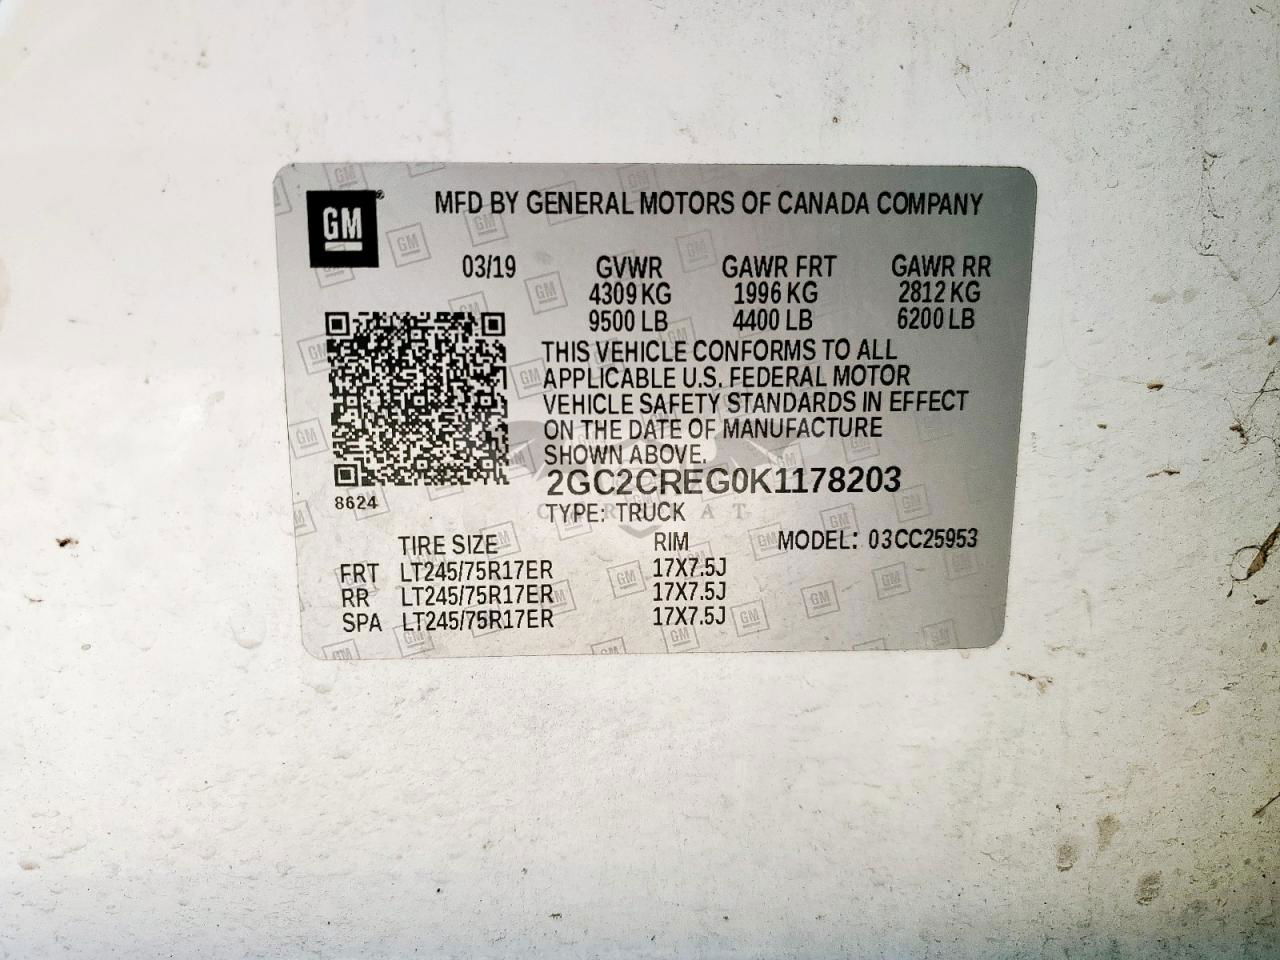 GM
MFD BY GENERAL MOTORS OF CANADA COMPANY
03/19 GVWR GAWR FRT GAWR RR
4309 KG 1996 KG 2812 KG
9500 LB 4400 LB 6200 LB
THIS VEHICLE CONFORMS TO ALL
APPLICABLE U.S. FEDERAL MOTOR
VEHICLE SAFETY STANDARDS IN EFFECT
ON THE DATE OF MANUFACTURE
SHOWN ABOVE.
2GC2CREG0K1178203
8624
TYPE: TRUCK
TIRE SIZE RIM MODEL: 03CC25953
FRT LT245/75R17ER 17X7.5J
RR LT245/75R17ER 17X7.5J
SPA LT245/75R17ER 17X7.5J